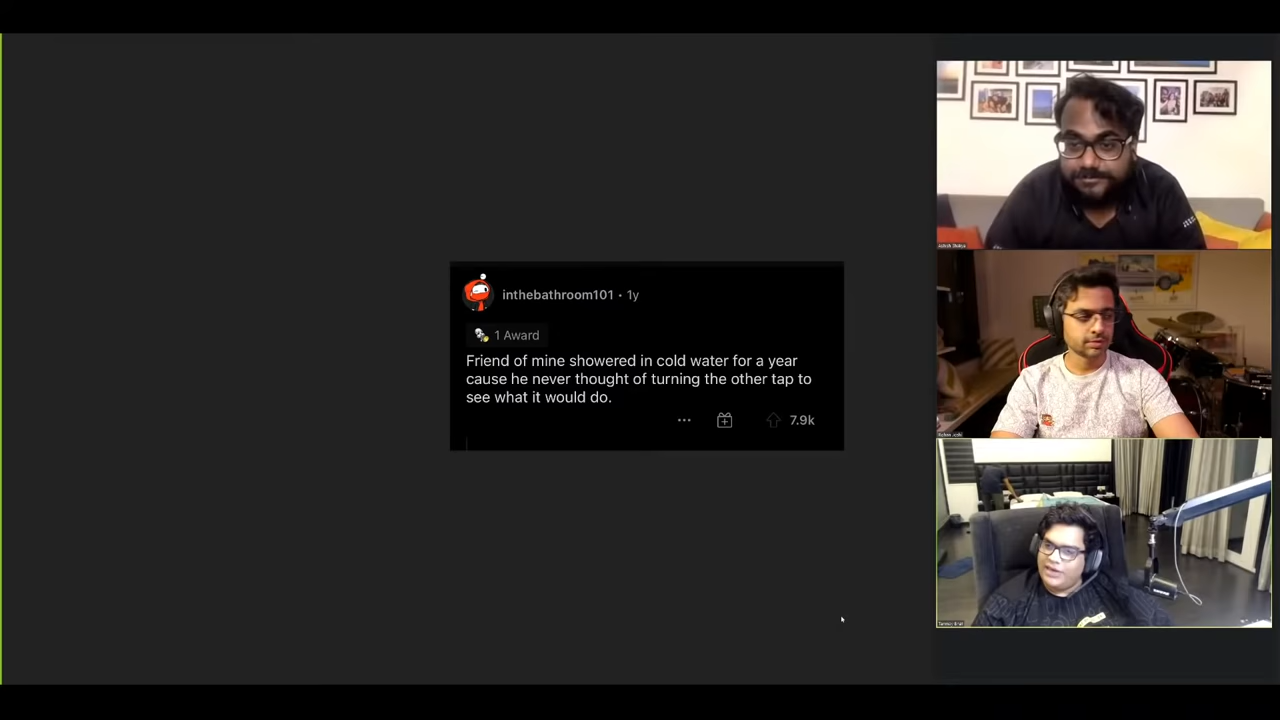 inthebathroom101 • 1y
1 Award
Friend of mine showered in cold water for a year
cause he never thought of turning the other tap to
see what it would do.
7.9k